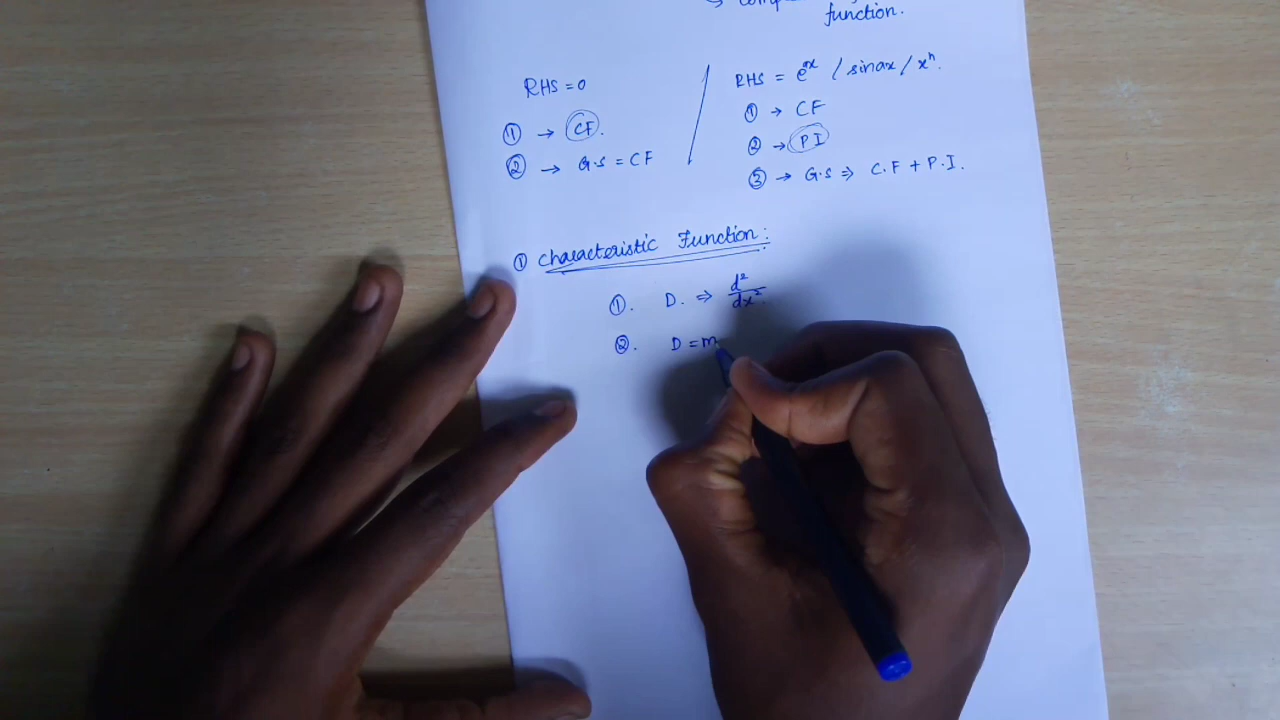 function.
RHS = 0
① → CF.
② → G.S = CF
RHS = e^ax / sinax / x^n.
① → CF
② → PI
③ → G.S ⇒ C.F + P.I.
① Characteristic Function:
①. D. ⇒ d²/dx².
②. D = m